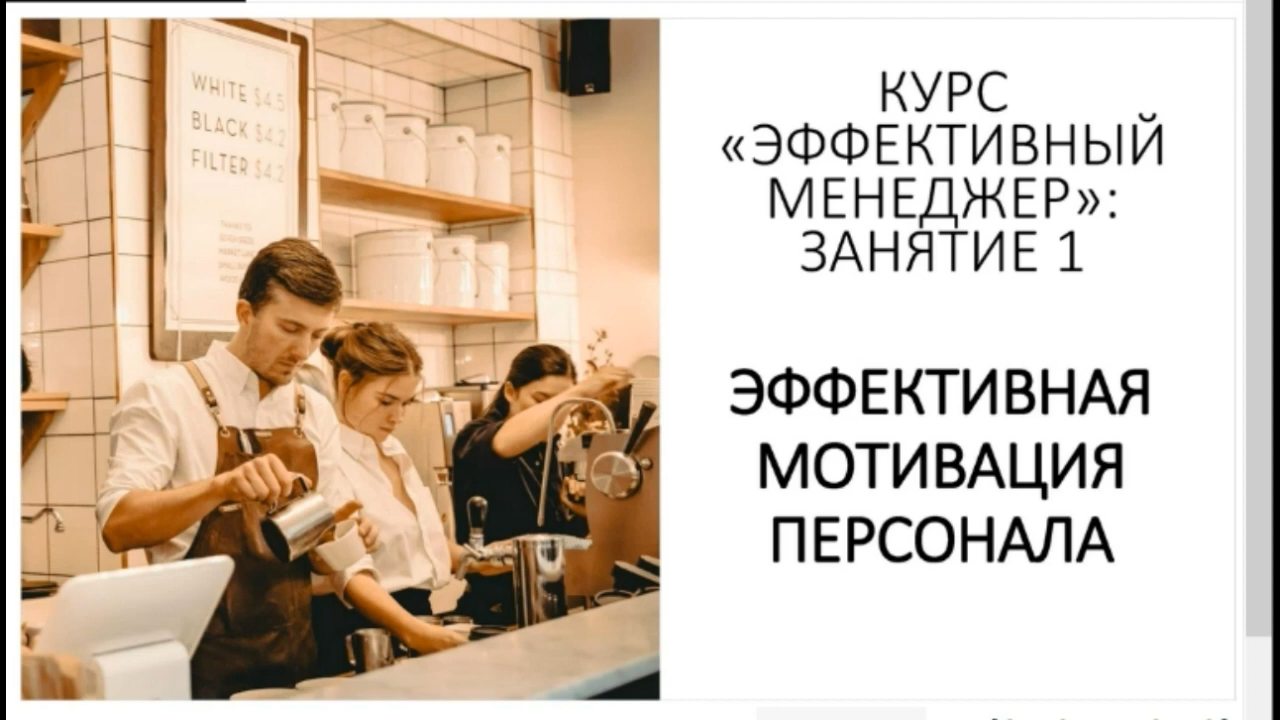 WHITE $4.5
BLACK $4.2
FILTER $4.2
КУРС
«ЭФФЕКТИВНЫЙ
МЕНЕДЖЕР»:
ЗАНЯТИЕ 1
ЭФФЕКТИВНАЯ
МОТИВАЦИЯ
ПЕРСОНАЛА